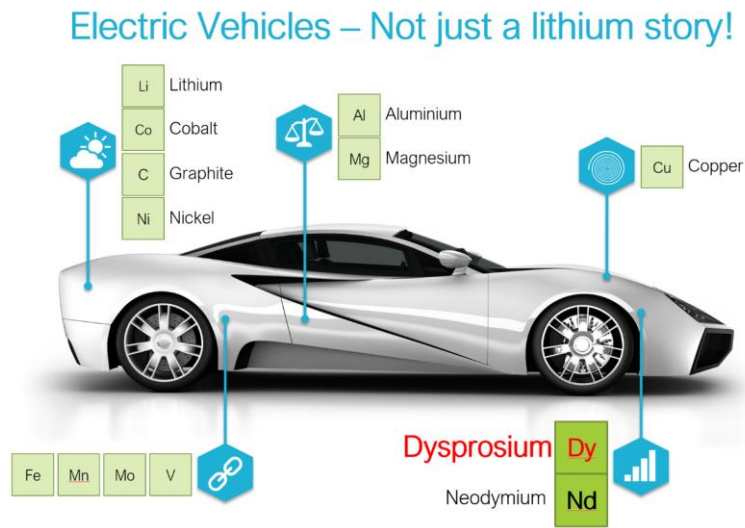 Electric Vehicles – Not just a lithium story!
Li Lithium
Co Cobalt
C Graphite
Ni Nickel
Al Aluminium
Mg Magnesium
Cu Copper
Fe Mn Mo V
Dysprosium Dy
Neodymium Nd